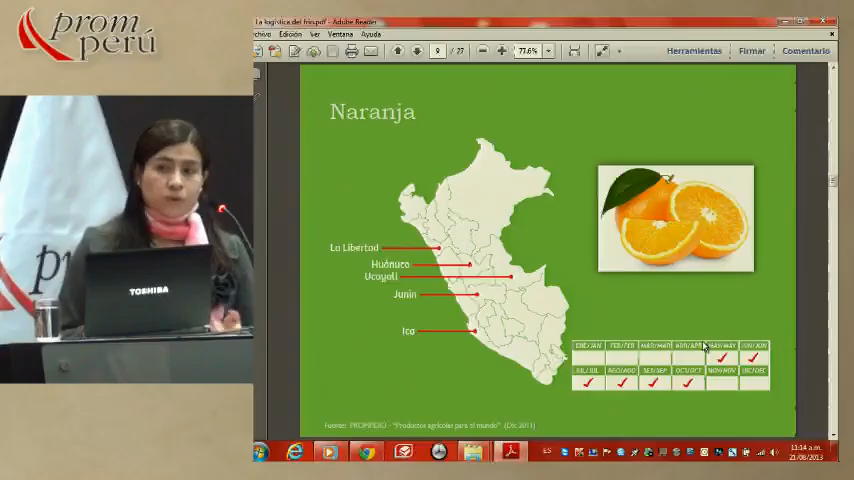 prom
perú
La logística del frio.pdf - Adobe Reader
Archivo Edición Ver Ventana Ayuda
9 / 27 77.6% Herramientas Firmar Comentario
Naranja
La Libertad
Huánuco
Ucayali
Junín
Ica
ENE/JAN FEB/FEB MAR/MAR ABR/APR MAY/MAY JUN/JUN
JUL/JUL AGO/AUG SET/SEP OCT/OCT NOV/NOV DIC/DEC
Fuente: PROMPERÚ - "Productos agrícolas para el mundo" (Dic 2011)
TOSHIBA
ES
11:14 a.m.
21/08/2013